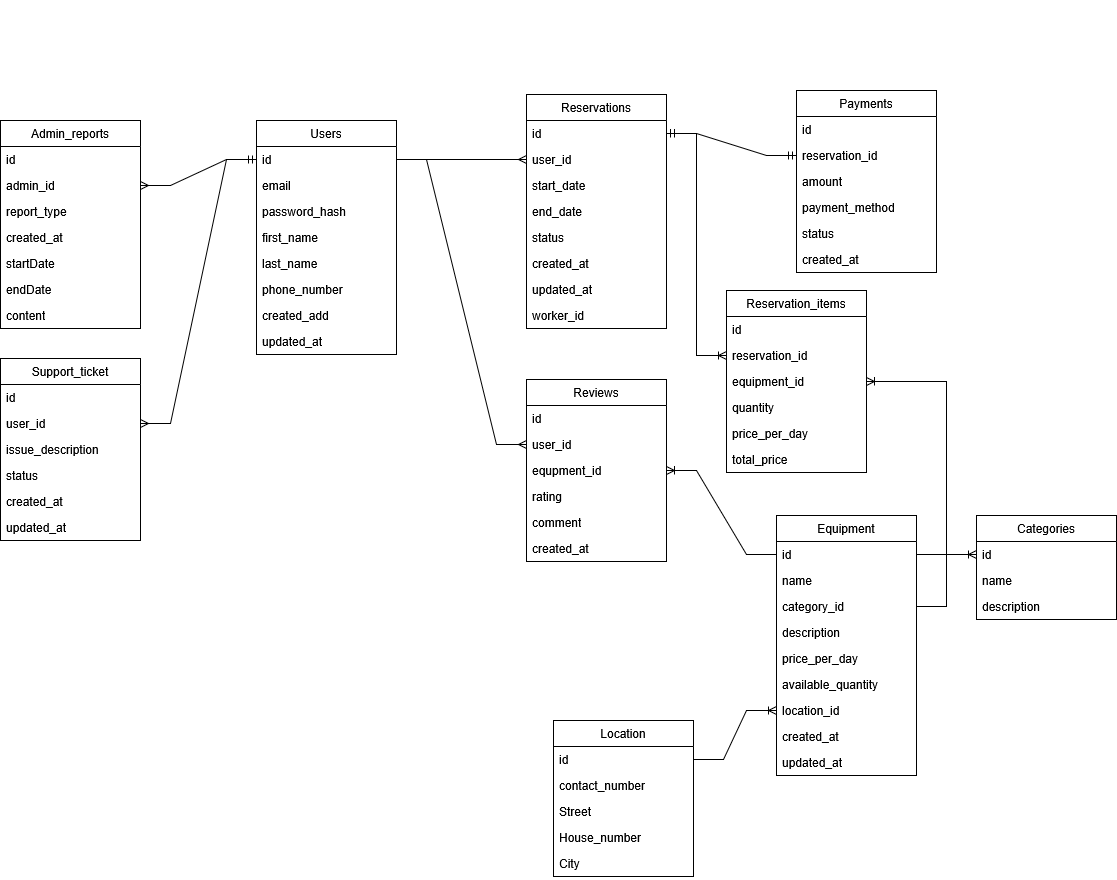 Admin_reports
id
admin_id
report_type
created_at
startDate
endDate
content
Support_ticket
id
user_id
issue_description
status
created_at
updated_at
Users
id
email
password_hash
first_name
last_name
phone_number
created_add
updated_at
Reservations
id
user_id
start_date
end_date
status
created_at
updated_at
worker_id
Reviews
id
user_id
equpment_id
rating
comment
created_at
Payments
id
reservation_id
amount
payment_method
status
created_at
Reservation_items
id
reservation_id
equipment_id
quantity
price_per_day
total_price
Equipment
id
name
category_id
description
price_per_day
available_quantity
location_id
created_at
updated_at
Categories
id
name
description
Location
id
contact_number
Street
House_number
City